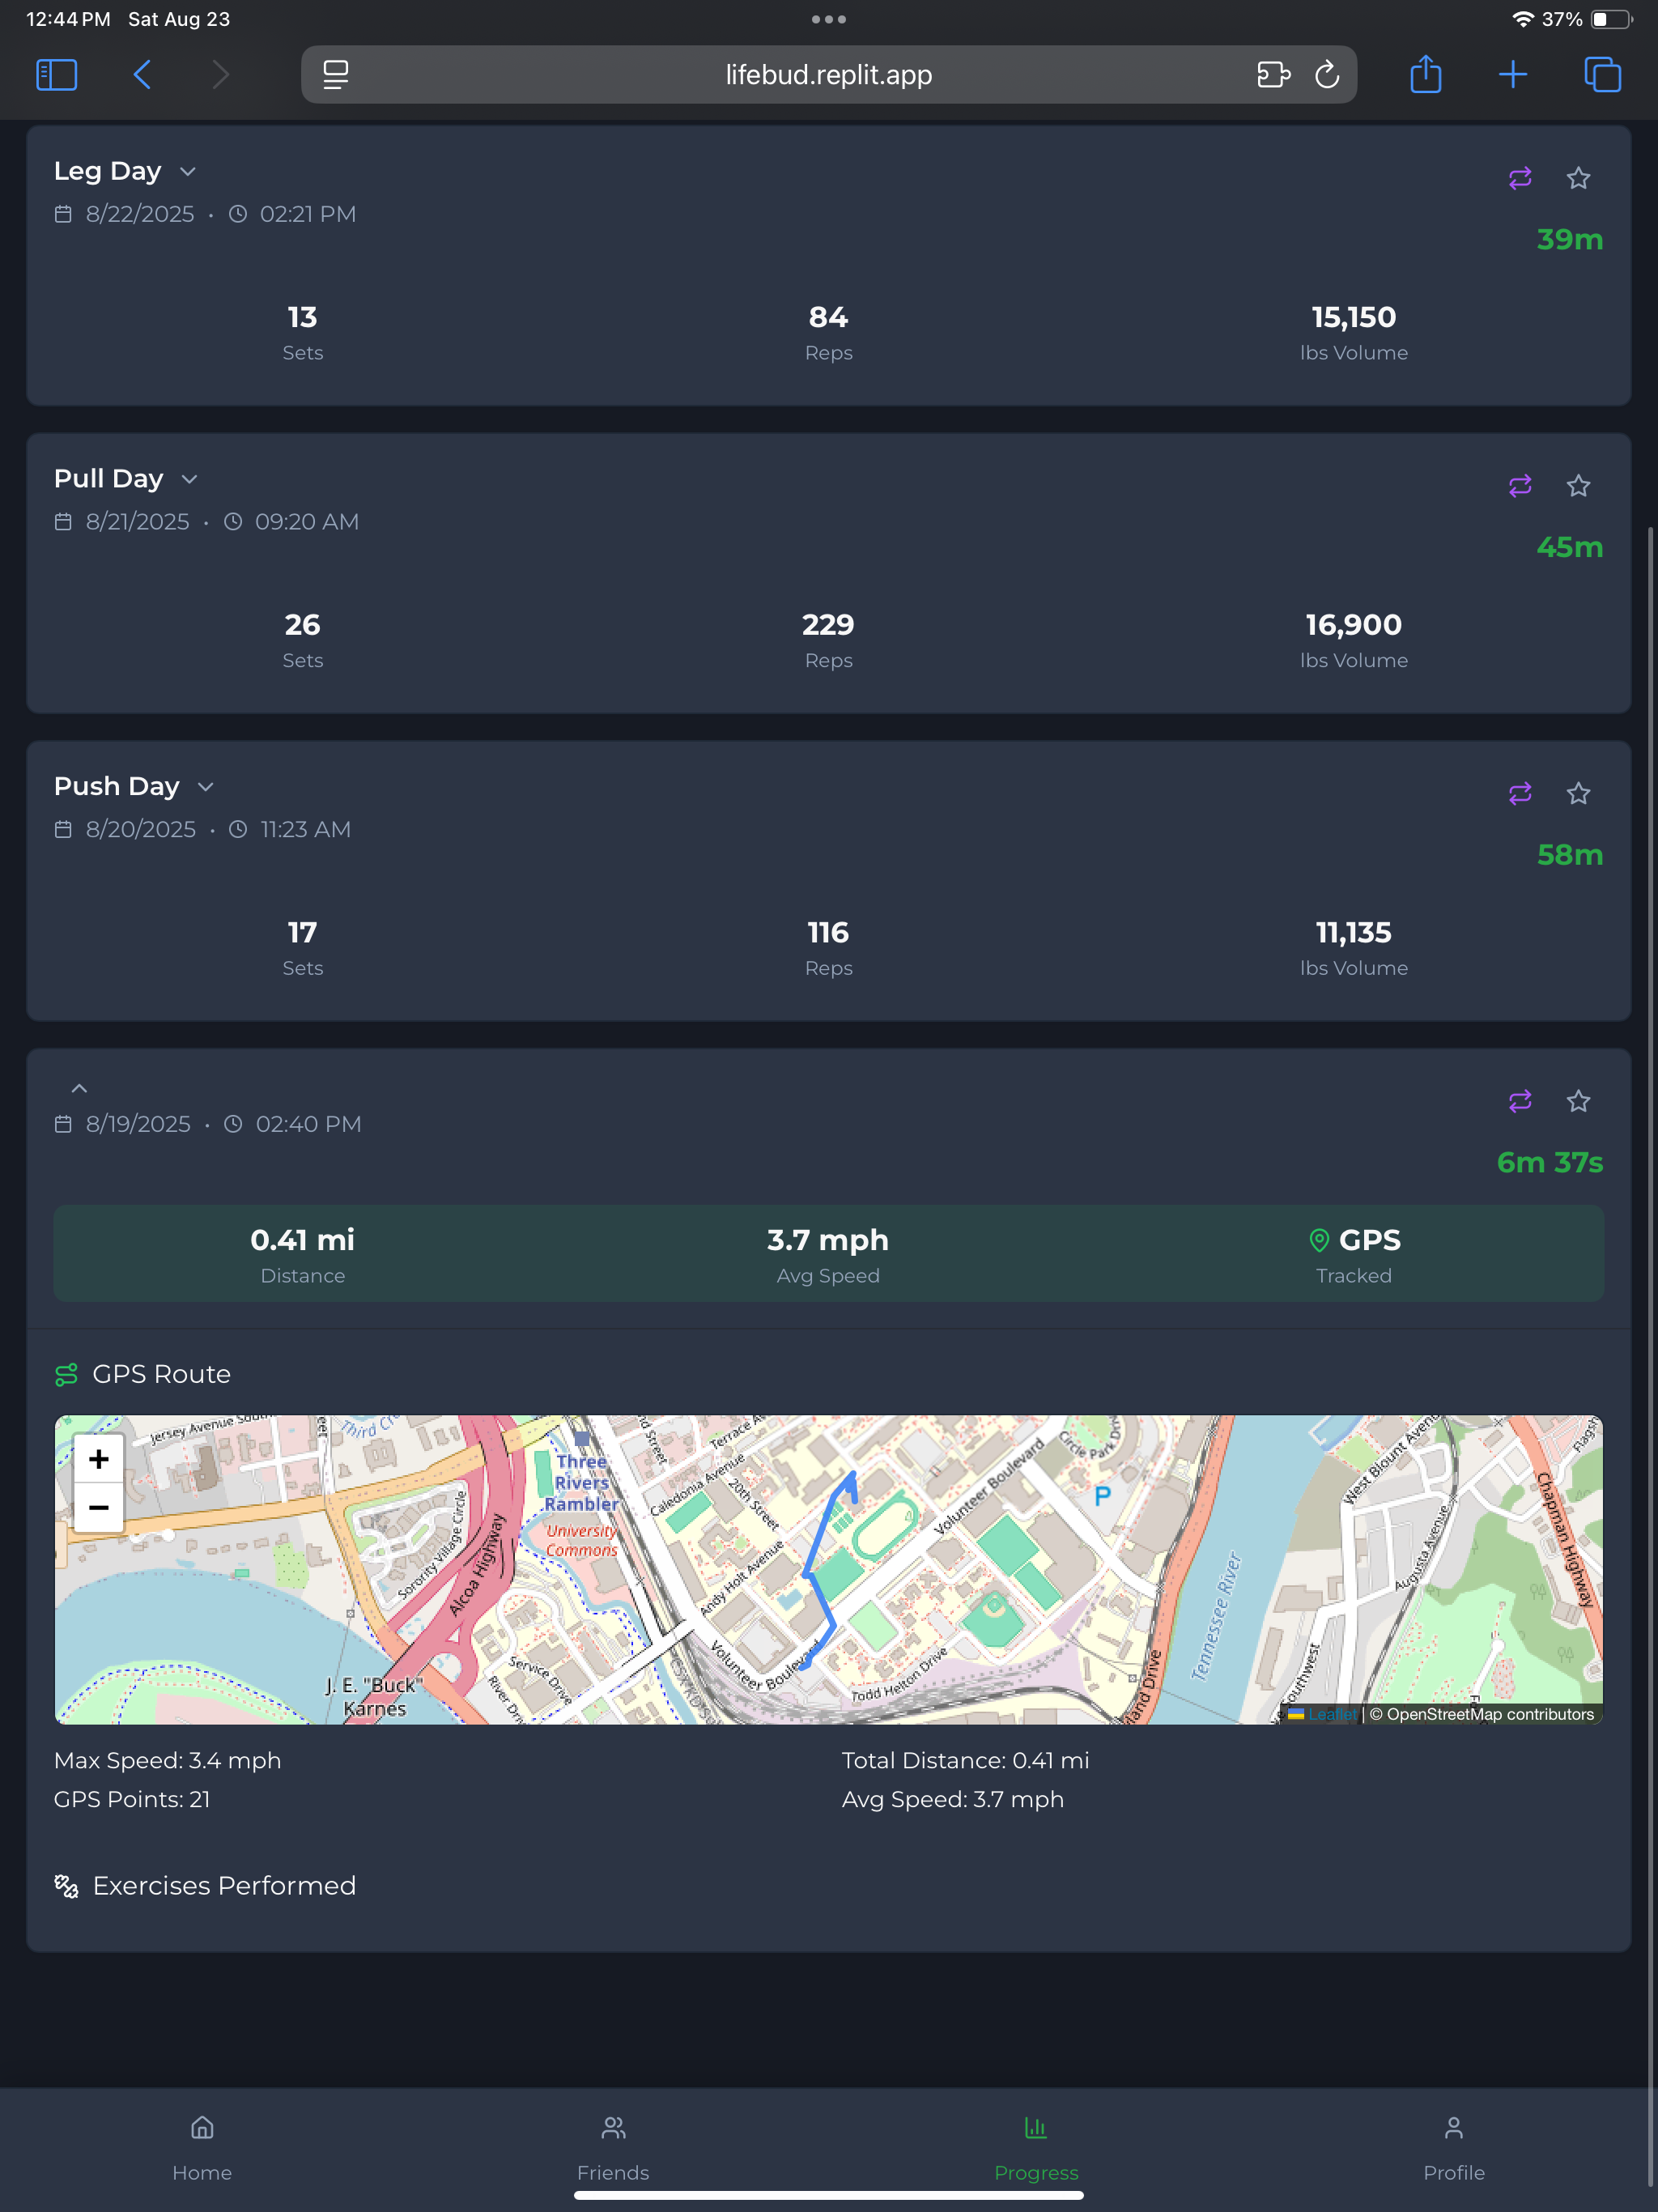 12:44 PM Sat Aug 23
37%
lifebud.replit.app
Leg Day
8/22/2025 • 02:21 PM
39m
13 84 15,150
Sets Reps lbs Volume
Pull Day
8/21/2025 • 09:20 AM
45m
26 229 16,900
Sets Reps lbs Volume
Push Day
8/20/2025 • 11:23 AM
58m
17 116 11,135
Sets Reps lbs Volume
8/19/2025 • 02:40 PM
6m 37s
0.41 mi 3.7 mph GPS
Distance Avg Speed Tracked
GPS Route
+
−
Jersey Avenue
Third
Terrace
Circle Park Drive
West Blount Avenue
Three
Rivers
Rambler
Caledonia Avenue
20th Street
Volunteer Boulevard
P
Chapman Highway
University
Commons
Sorority Village Circle
Alcoa Highway
Andy Holt Avenue
Augusta Avenue
Tennessee River
Service Drive
Volunteer Boulevard
Todd Helton Drive
J. E. "Buck"
Karnes
Leaflet | © OpenStreetMap contributors
Max Speed: 3.4 mph Total Distance: 0.41 mi
GPS Points: 21 Avg Speed: 3.7 mph
Exercises Performed
Home Friends Progress Profile